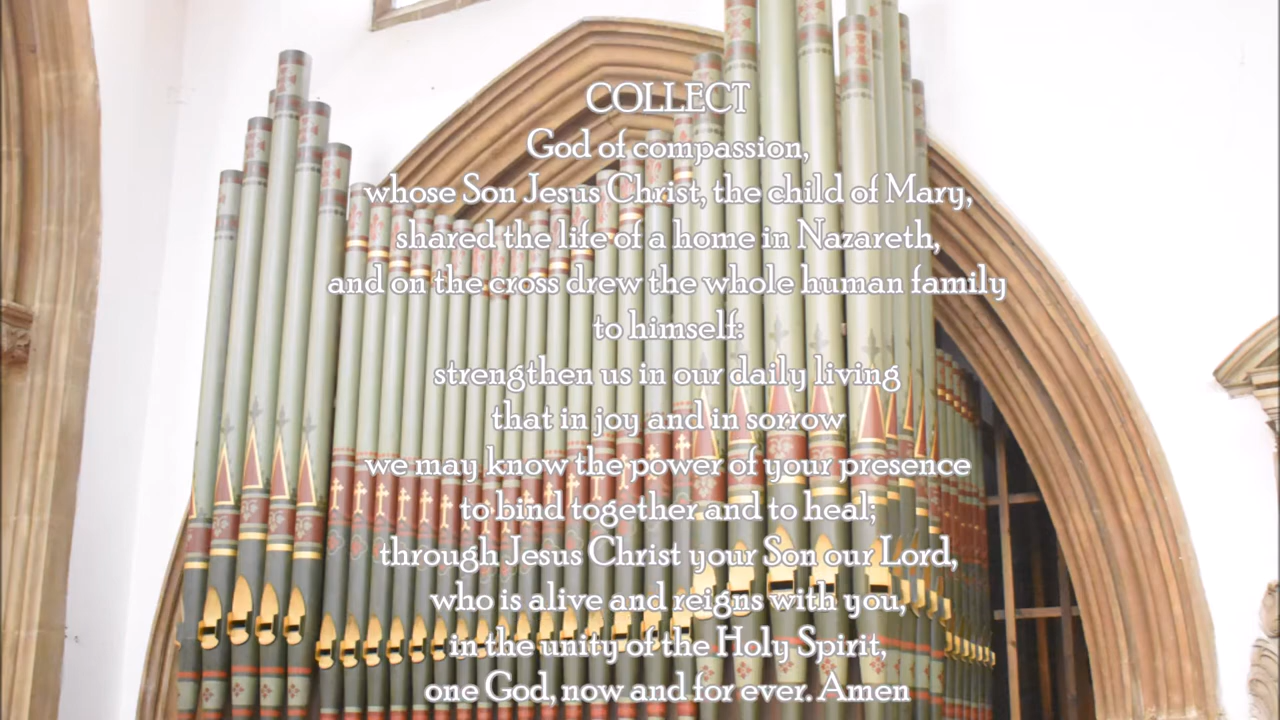 COLLECT
God of compassion,
whose Son Jesus Christ, the child of Mary,
shared the life of a home in Nazareth,
and on the cross drew the whole human family
to himself:
strengthen us in our daily living
that in joy and in sorrow
we may know the power of your presence
to bind together and to heal;
through Jesus Christ your Son our Lord,
who is alive and reigns with you,
in the unity of the Holy Spirit,
one God, now and for ever. Amen